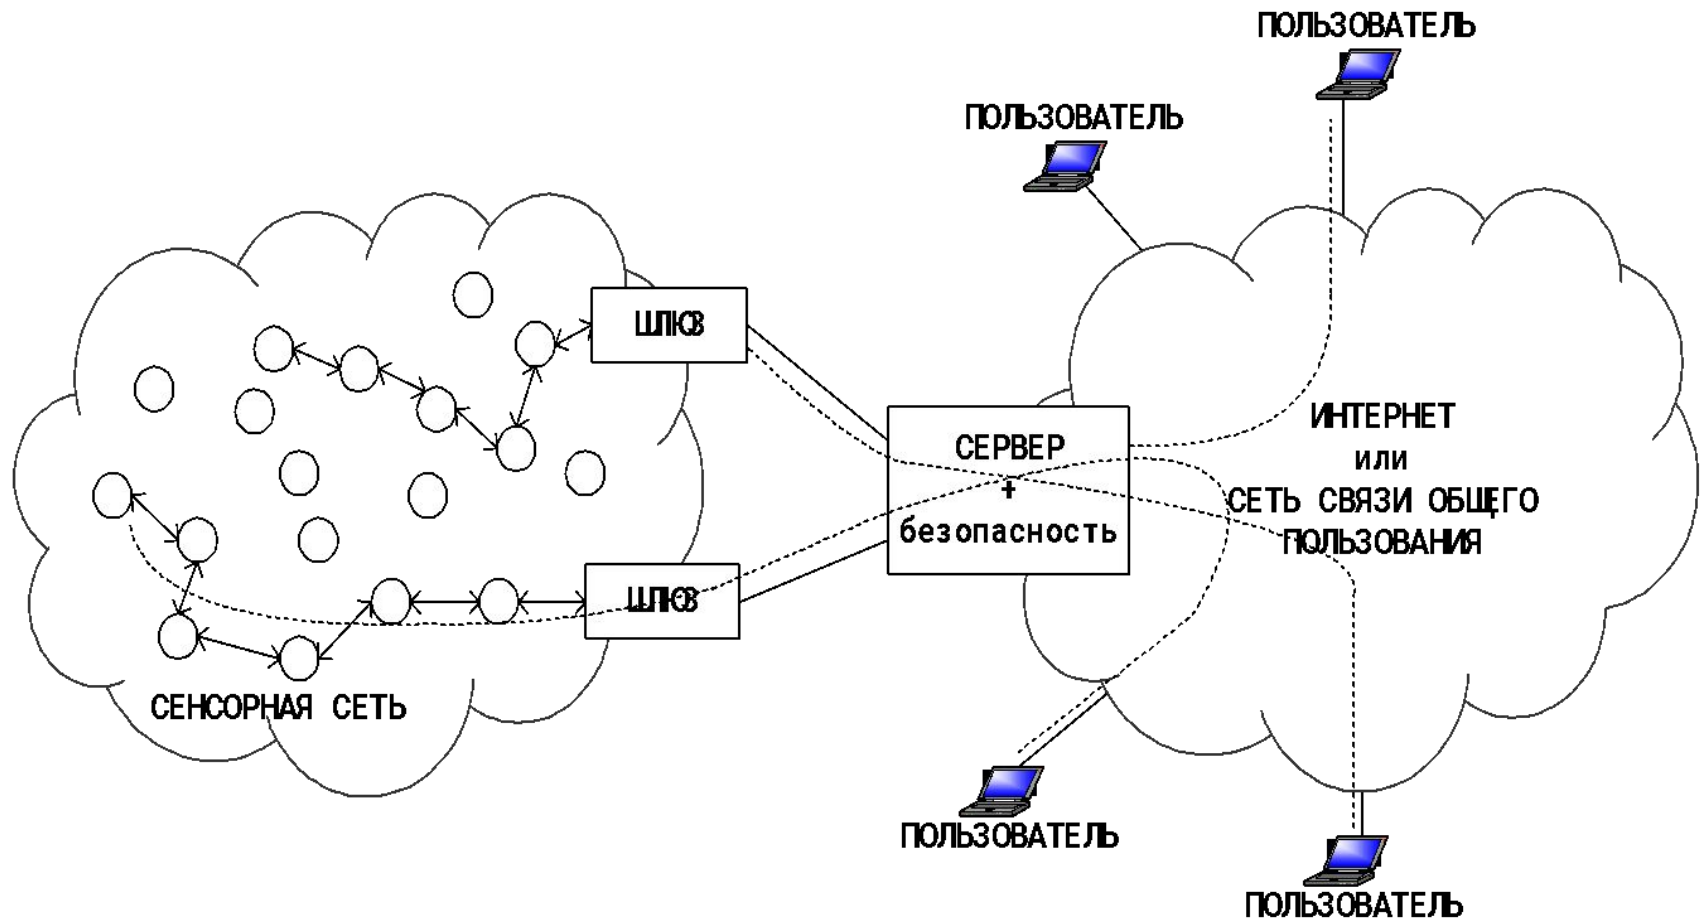 ПОЛЬЗОВАТЕЛЬ
ПОЛЬЗОВАТЕЛЬ
ШЛЮЗ
СЕРВЕР
+
безопасность
ИНТЕРНЕТ
или
СЕТЬ СВЯЗИ ОБЩЕГО
ПОЛЬЗОВАНИЯ
ШЛЮЗ
СЕНСОРНАЯ СЕТЬ
ПОЛЬЗОВАТЕЛЬ
ПОЛЬЗОВАТЕЛЬ